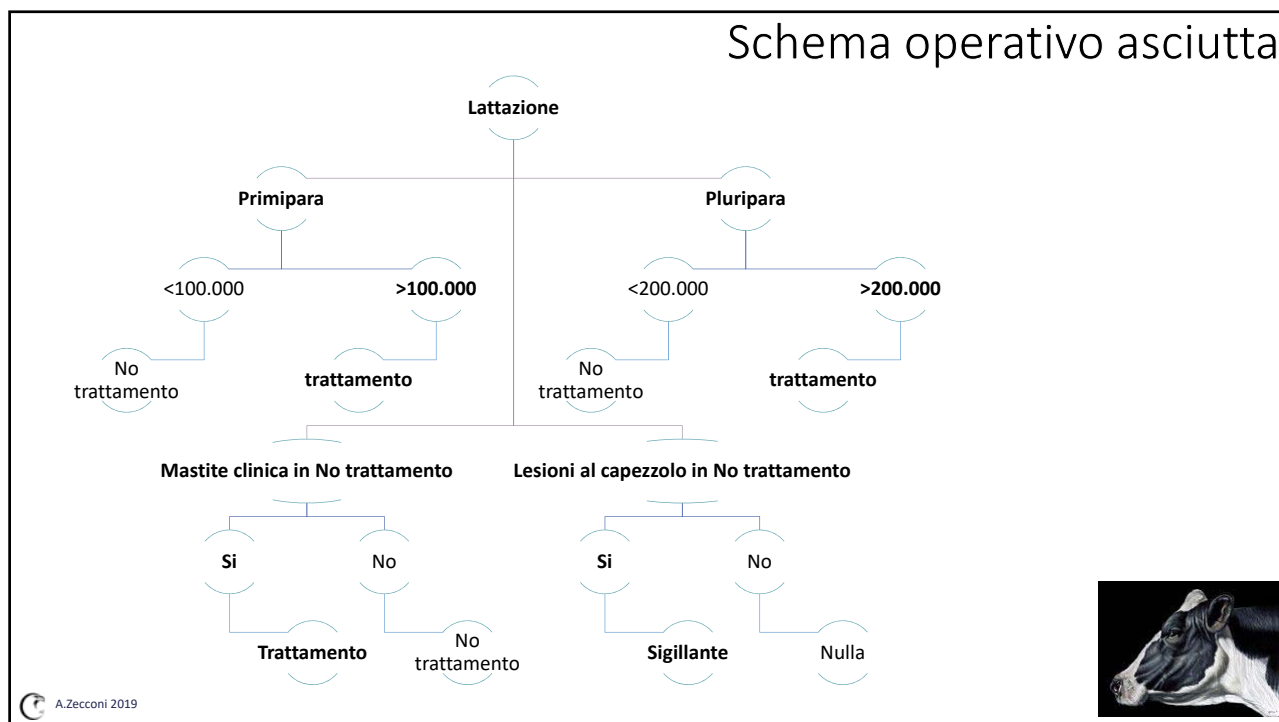 Schema operativo asciutta
Lattazione
Primipara
Pluripara
<100.000
>100.000
<200.000
>200.000
No
trattamento
trattamento
No
trattamento
trattamento
Mastite clinica in No trattamento
Lesioni al capezzolo in No trattamento
Si
No
Si
No
Trattamento
No
trattamento
Sigillante
Nulla
A.Zecconi 2019